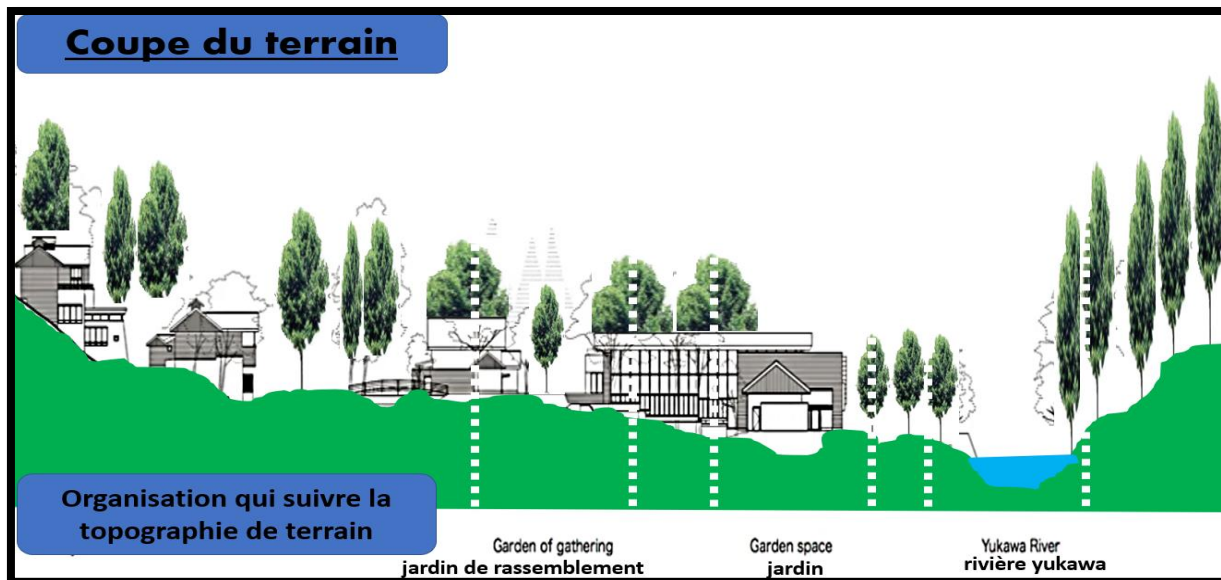 Coupe du terrain
Organisation qui suivre la
topographie de terrain
Garden of gathering
jardin de rassemblement
Garden space
jardin
Yukawa River
rivière yukawa